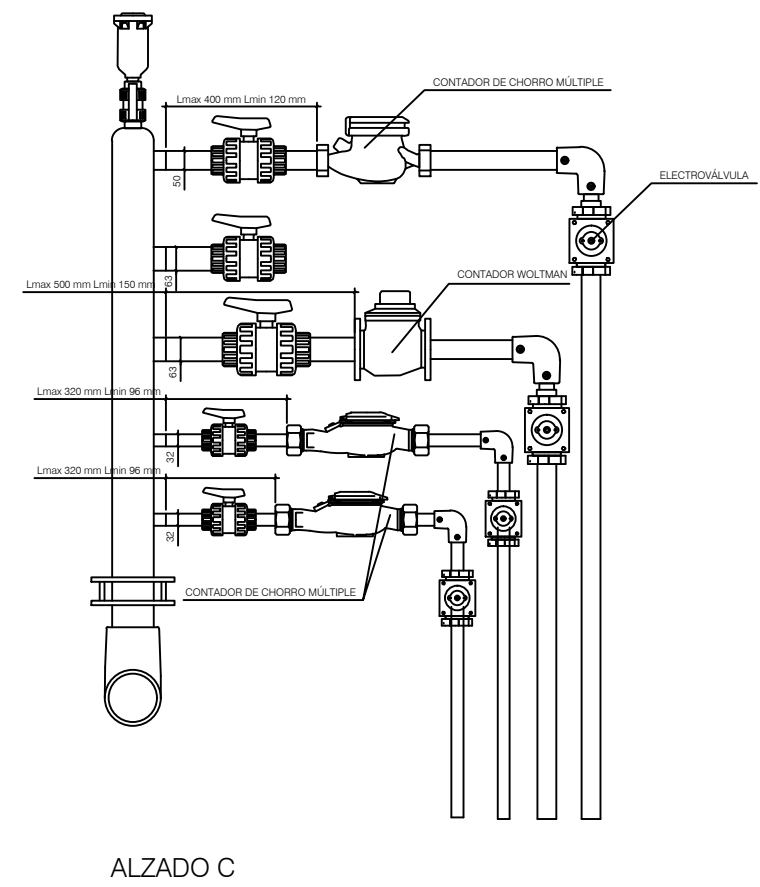 CONTADOR DE CHORRO MÚLTIPLE
Lmax 400 mm Lmin 120 mm
ELECTROVÁLVULA
50
CONTADOR WOLTMAN
63
Lmax 500 mm Lmin 150 mm
63
Lmax 320 mm Lmin 96 mm
32
Lmax 320 mm Lmin 96 mm
32
CONTADOR DE CHORRO MÚLTIPLE
ALZADO C